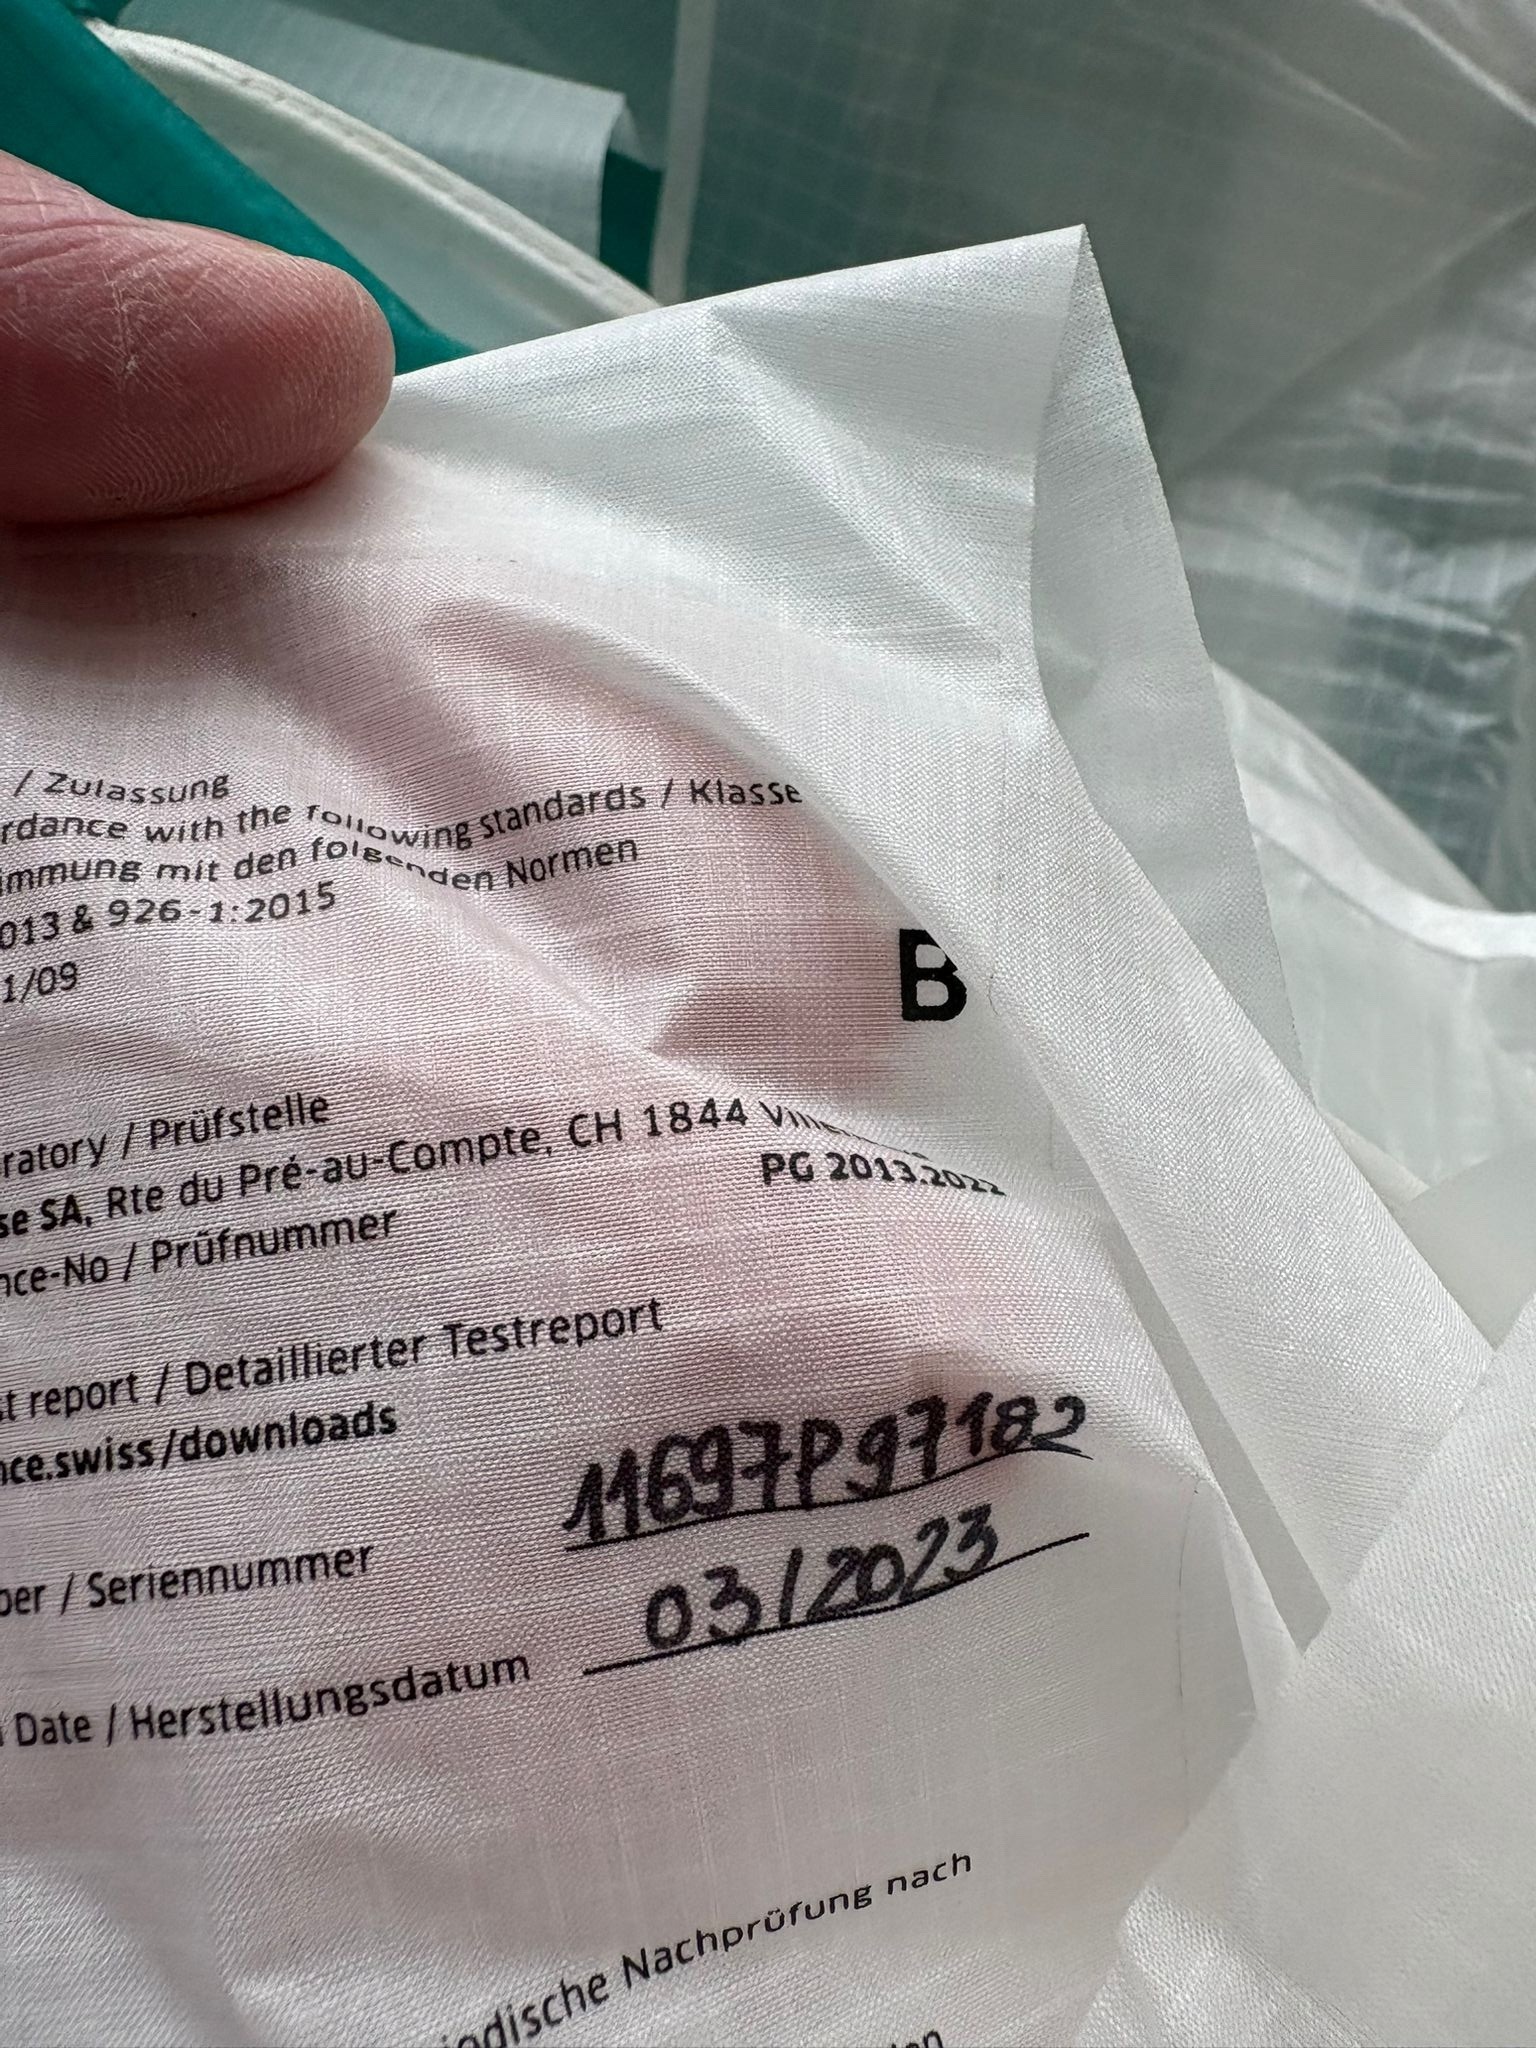 / Zulassung
rdance with the following standards / Klasse
immung mit den folgenden Normen
013 & 926-1:2015
B
1/09
ratory / Prüfstelle
se SA, Rte du Pré-au-Compte, CH 1844
PG 2013.2022
nce-No / Prüfnummer
t report / Detaillierter Testreport
nce.swiss/downloads
11697P97182
ber / Seriennummer
03/2023
Date / Herstellungsdatum
odische Nachprüfung nach